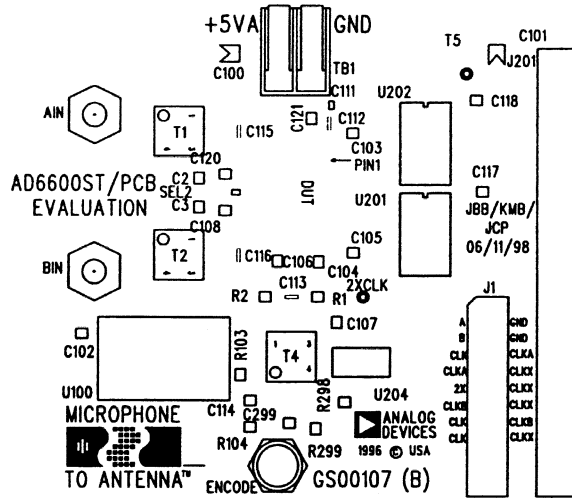 +5VA GND
C101
T5
J201
C100
TB1
C111
U202
C118
AIN
T1
C115
C121
C112
C103
PIN1
C120
C2
AD6600ST/PCB
SEL2
EVALUATION
C3
DUT
U201
C117
JBB/KMB/
JCP
06/11/98
C108
T2
BIN
C116
C106
C105
C104
2XCLK
R2
C113
R1
J1
C107
C102
R103
T4
1
3
4
R298
U100
C114
C299
U204
A GND
B GND
CLK CLKA
CLKA CLKX
2X CLKX
CLKB CLKX
CLK CLKB
CLK CLKX
MICROPHONE
TO ANTENNA™
R104
R299
ANALOG
DEVICES
1996 © USA
ENCODE
GS00107 (B)